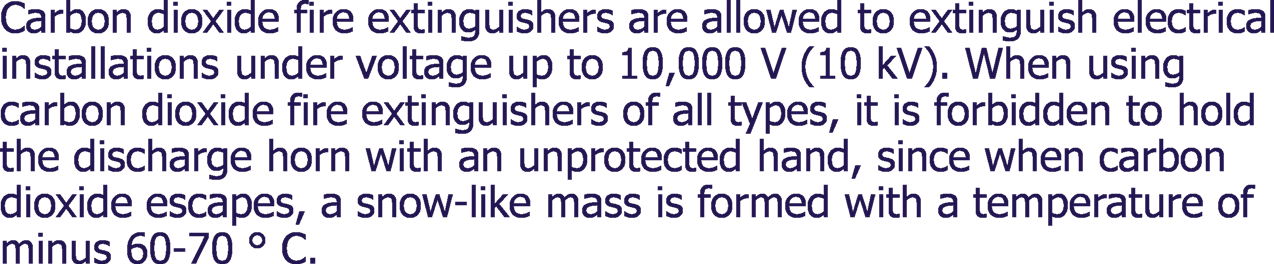 Carbon dioxide fire extinguishers are allowed to extinguish electrical
installations under voltage up to 10,000 V (10 kV). When using
carbon dioxide fire extinguishers of all types, it is forbidden to hold
the discharge horn with an unprotected hand, since when carbon
dioxide escapes, a snow-like mass is formed with a temperature of
minus 60-70 ° C.